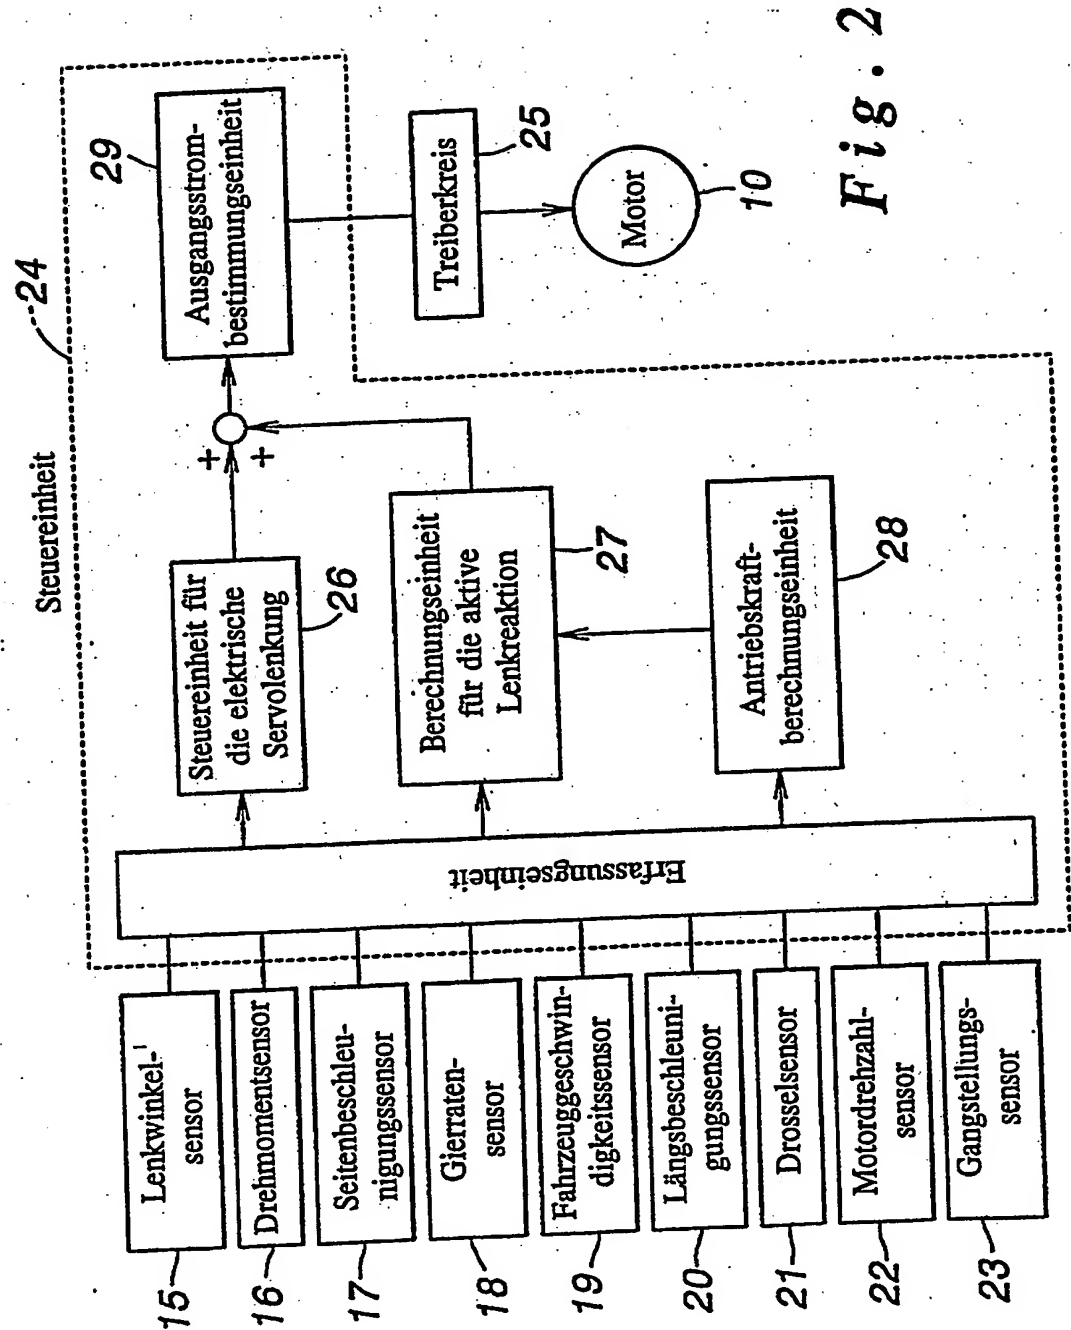 Steuereinheit
24
Lenkwinkel-
sensor
15
Drehmomentsensor
16
Seitenbeschleu-
nigungssensor
17
Gierraten-
sensor
18
Fahrzeuggeschwin-
digkeitssensor
19
Längsbeschleuni-
gungssensor
20
Drosselsensor
21
Motordrehzahl-
sensor
22
Gangstellungs-
sensor
23
Erfassungseinheit
Steuereinheit für
die elektrische
Servolenkung
26
Berechnungseinheit
für die aktive
Lenkreaktion
27
Antriebskraft-
berechnungseinheit
28
+
+
Ausgangsstrom-
bestimmungseinheit
29
Treiberkreis
25
Motor
10
Fig. 2